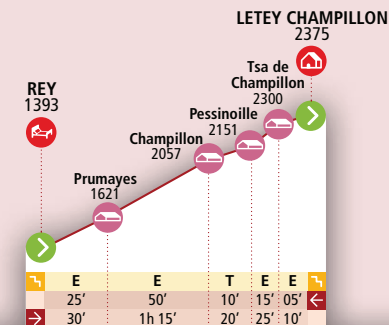 LETEY CHAMPILLON
2375
Tsa de
Champillon
2300
REY
1393
Pessinoille
2151
Champillon
2057
Prumayes
1621
E E T E E
25’ 50’ 10’ 15’ 05’
30’ 1h 15’ 20’ 25’ 10’